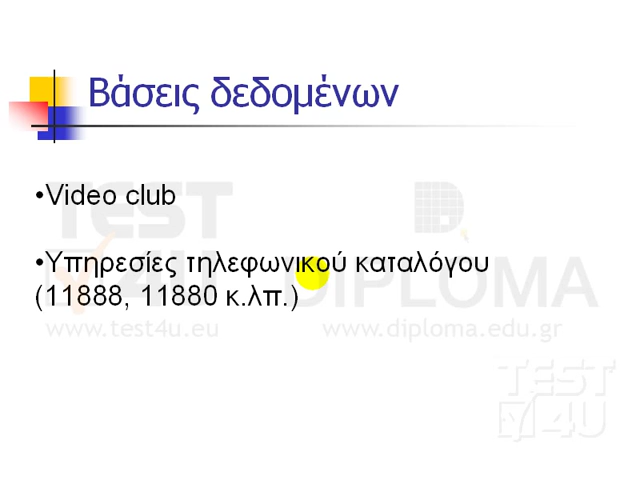 Βάσεις δεδομένων
•Video club
•Υπηρεσίες τηλεφωνικού καταλόγου
(11888, 11880 κ.λπ.)
TEST
4U
D
DIPLOMA
www.test4u.eu
www.diploma.edu.gr
TEST
4U